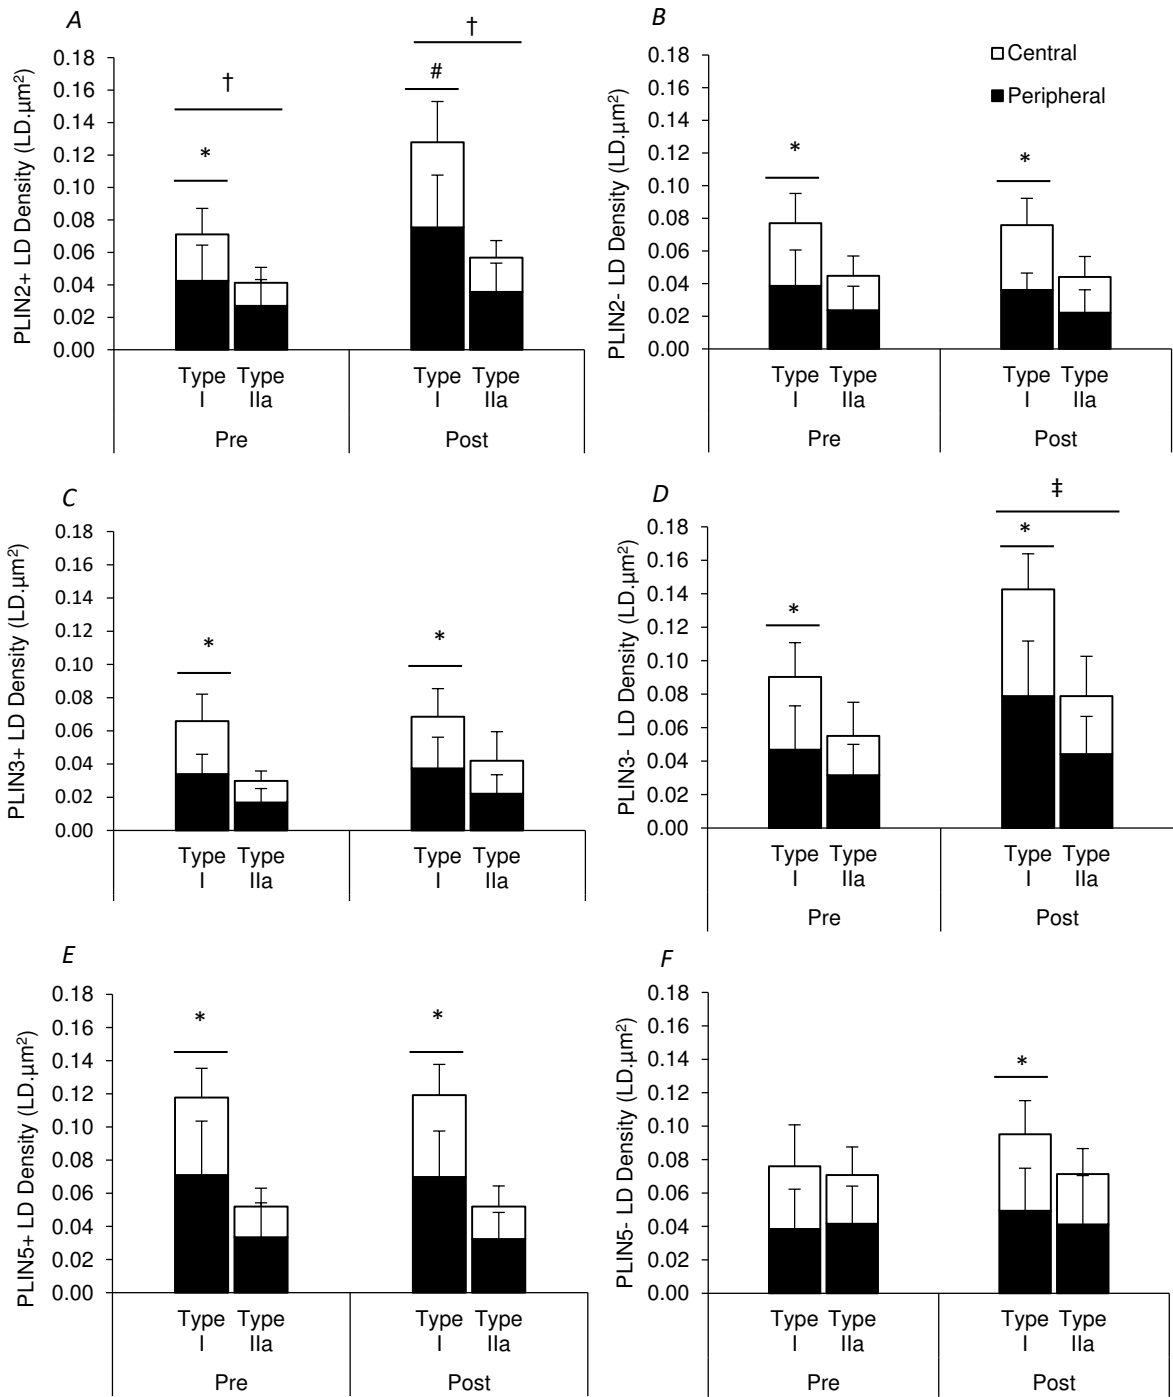 A
†
†
#
*
PLIN2+ LD Density (LD.µm²)
0.18
0.16
0.14
0.12
0.10
0.08
0.06
0.04
0.02
0.00
Type Type Type Type
I IIa I IIa
Pre Post
B
Central
Peripheral
* *
PLIN2- LD Density (LD.µm²)
0.18
0.16
0.14
0.12
0.10
0.08
0.06
0.04
0.02
0.00
Type Type Type Type
I IIa I IIa
Pre Post
C
* *
PLIN3+ LD Density (LD.µm²)
0.18
0.16
0.14
0.12
0.10
0.08
0.06
0.04
0.02
0.00
Type Type Type Type
I IIa I IIa
D
‡
* *
PLIN3- LD Density (LD.µm²)
0.18
0.16
0.14
0.12
0.10
0.08
0.06
0.04
0.02
0.00
Type Type Type Type
I IIa I IIa
Pre Post
E
* *
PLIN5+ LD Density (LD.µm²)
0.18
0.16
0.14
0.12
0.10
0.08
0.06
0.04
0.02
0.00
Type Type Type Type
I IIa I IIa
Pre Post
F
*
PLIN5- LD Density (LD.µm²)
0.18
0.16
0.14
0.12
0.10
0.08
0.06
0.04
0.02
0.00
Type Type Type Type
I IIa I IIa
Pre Post